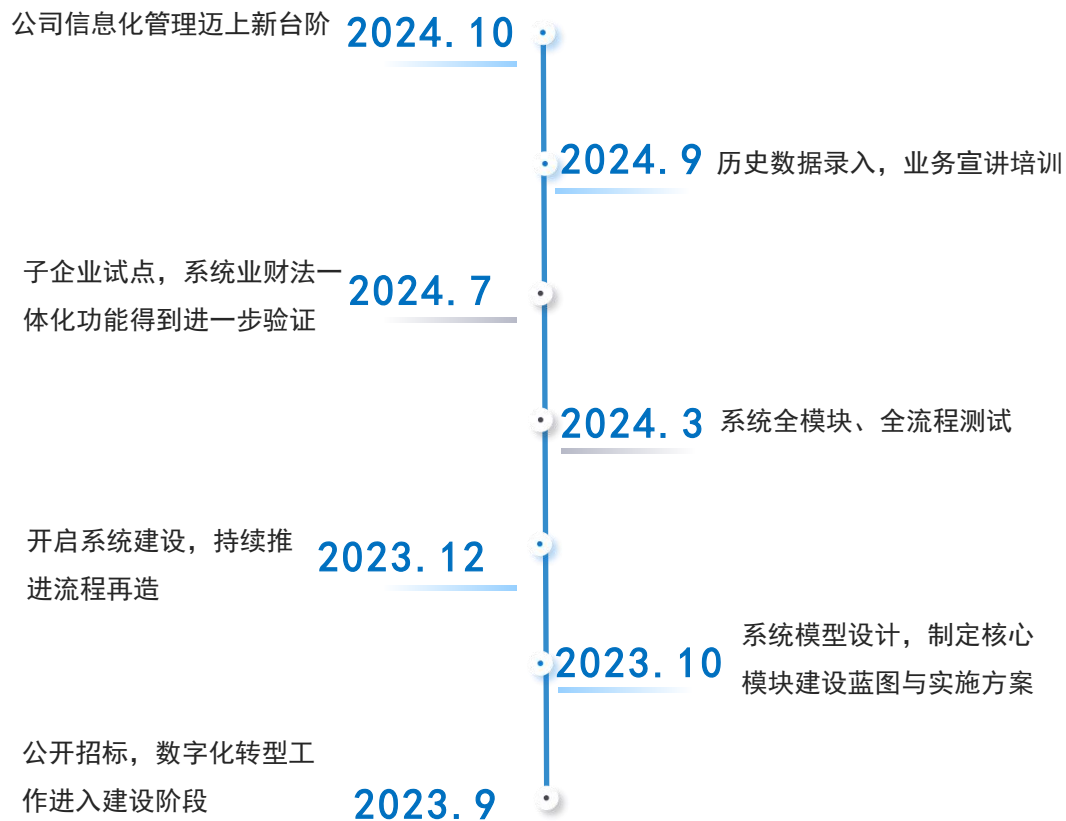 公司信息化管理迈上新台阶 2024.10
2024.9 历史数据录入，业务宣讲培训
子企业试点，系统业财法一
体化功能得到进一步验证
2024.7
2024.3 系统全模块、全流程测试
开启系统建设，持续推
进流程再造
2023.12
系统模型设计，制定核心
模块建设蓝图与实施方案
2023.10
公开招标，数字化转型工
作进入建设阶段
2023.9